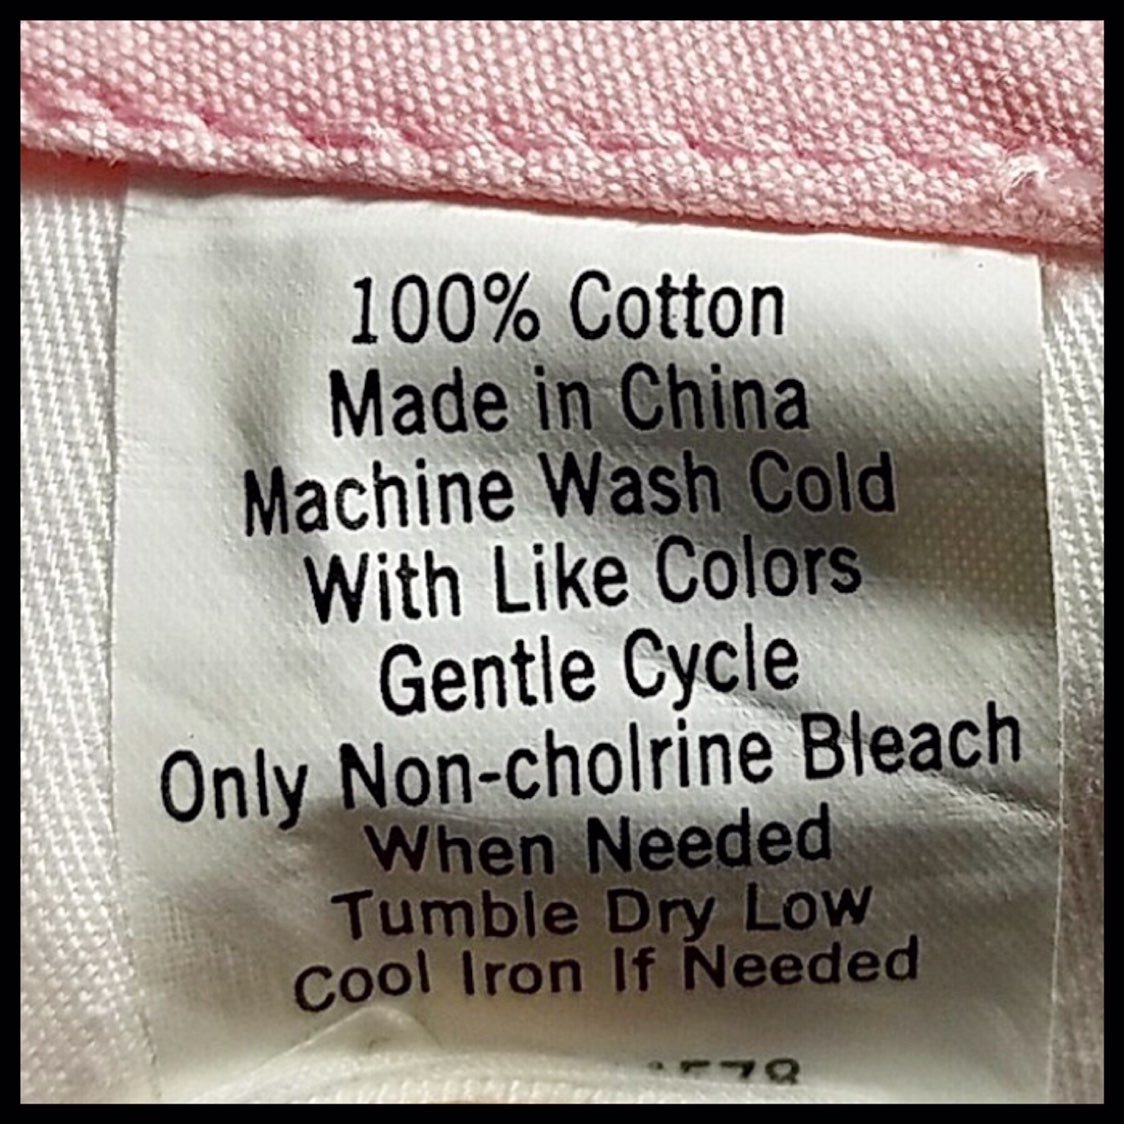 100% Cotton
Made in China
Machine Wash Cold
With Like Colors
Gentle Cycle
Only Non-cholrine Bleach
When Needed
Tumble Dry Low
Cool Iron If Needed